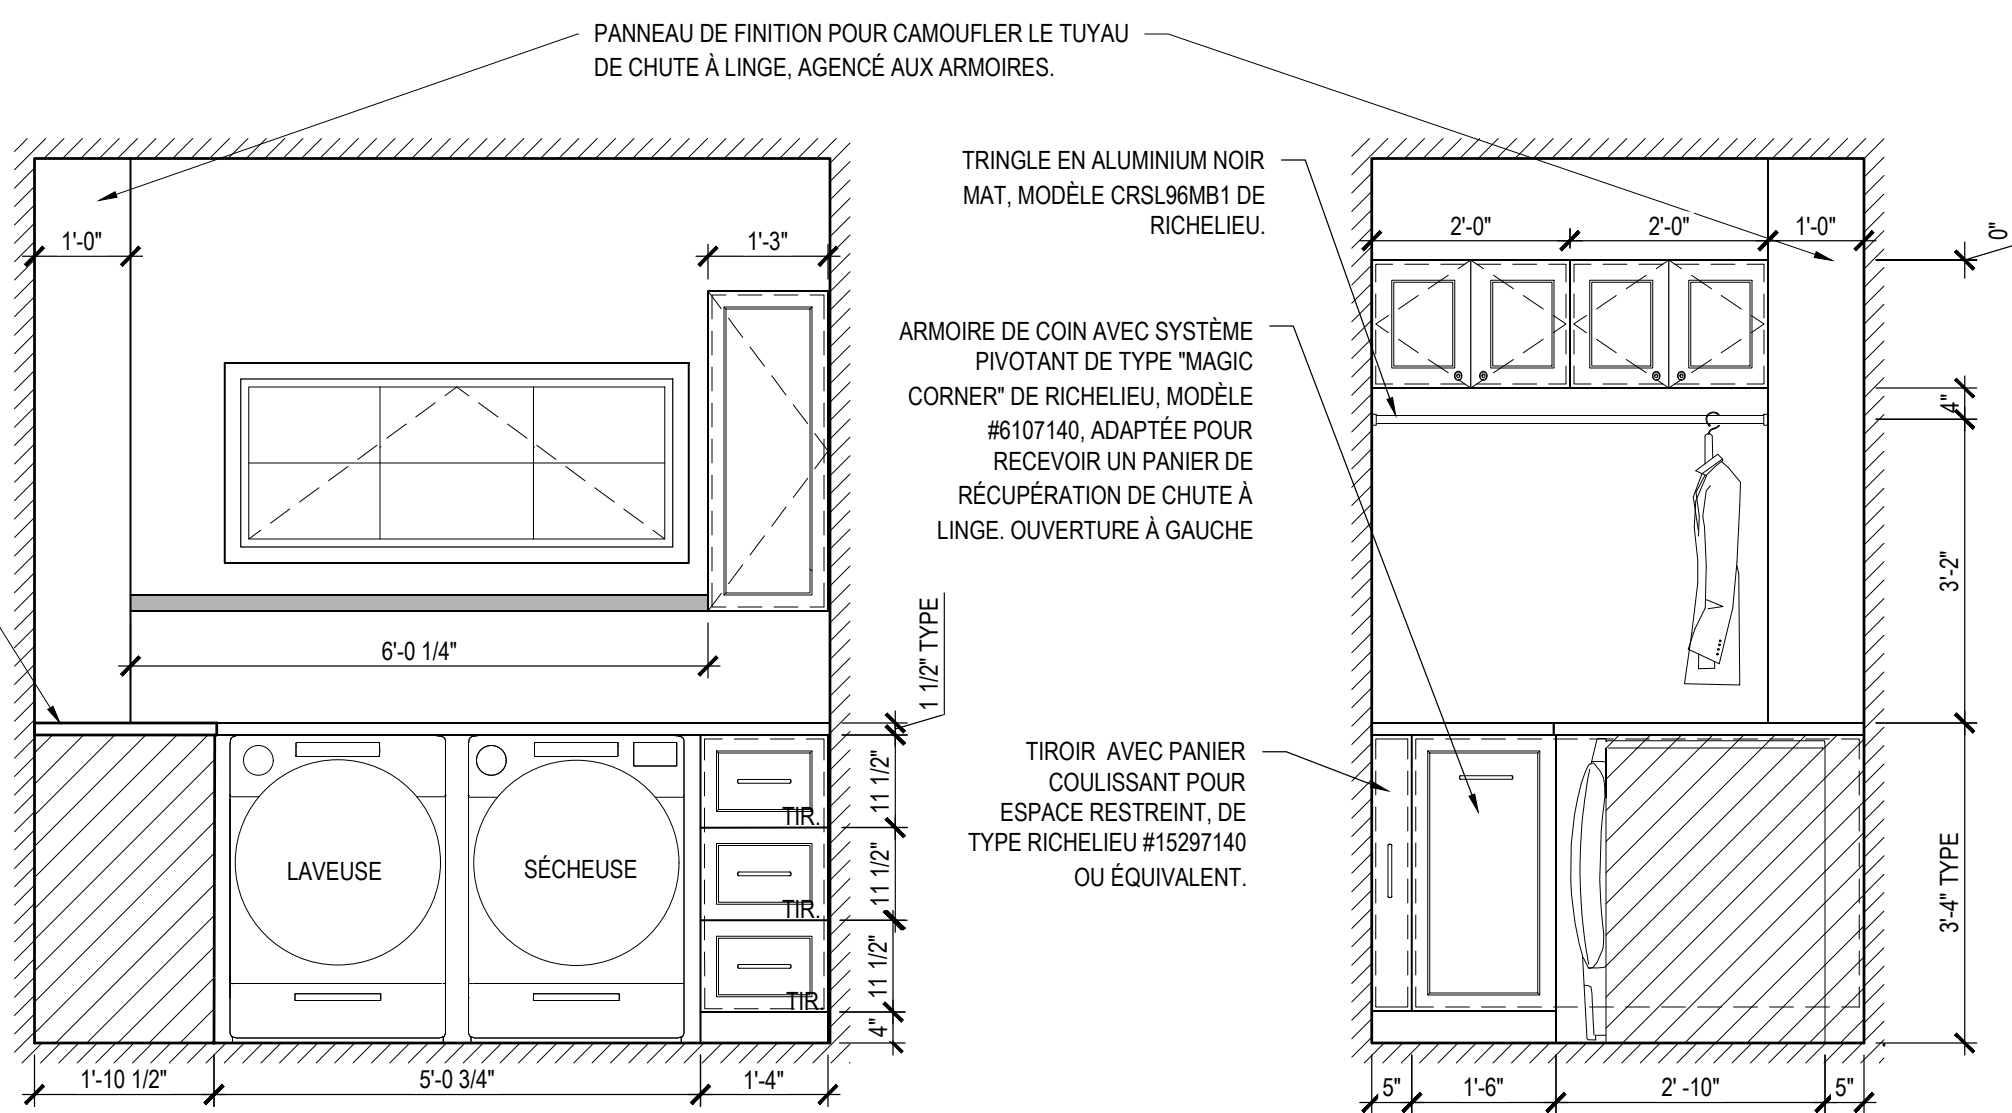 PANNEAU DE FINITION POUR CAMOUFLER LE TUYAU
DE CHUTE À LINGE, AGENCÉ AUX ARMOIRES.
1'-0"
1'-3"
6'-0 1/4"
1 1/2" TYPE
LAVEUSE
SÉCHEUSE
TIR.
TIR.
TIR.
11 1/2"
11 1/2"
11 1/2"
4"
1'-10 1/2"
5'-0 3/4"
1'-4"
TRINGLE EN ALUMINIUM NOIR
MAT, MODÈLE CRSL96MB1 DE
RICHELIEU.
ARMOIRE DE COIN AVEC SYSTÈME
PIVOTANT DE TYPE "MAGIC
CORNER" DE RICHELIEU, MODÈLE
#6107140, ADAPTÉE POUR
RECEVOIR UN PANIER DE
RÉCUPÉRATION DE CHUTE À
LINGE. OUVERTURE À GAUCHE
TIROIR AVEC PANIER
COULISSANT POUR
ESPACE RESTREINT, DE
TYPE RICHELIEU #15297140
OU ÉQUIVALENT.
2'-0"
2'-0"
1'-0"
0"
4"
3'-2"
3'-4" TYPE
5"
1'-6"
2' -10"
5"